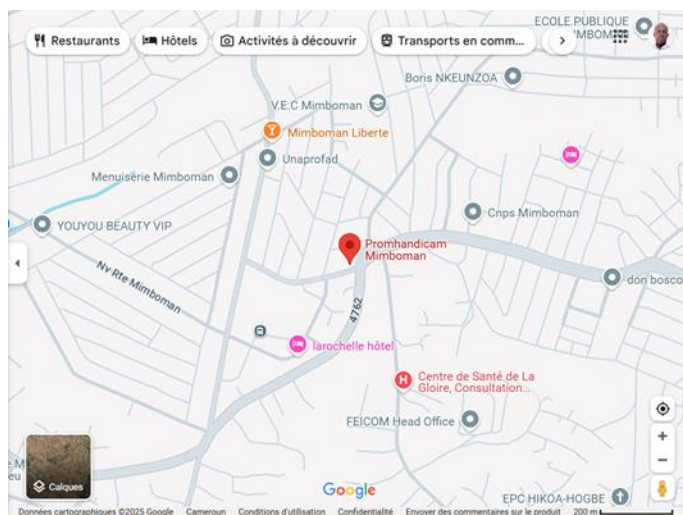 ECOLE PUBLIQUE
Restaurants
Hôtels
Activités à découvrir
Transports en comm...
Boris NKEUNZOA
V.E.C Mimboman
Mimboman Liberte
Unaprofad
Menuisérie Mimboman
Cnps Mimboman
YOUYOU BEAUTY VIP
Promhandicam
Mimboman
Nv Rte Mimboman
don bosco
4762
larochelle hôtel
Centre de Santé de La
Gloire, Consultation...
FEICOM Head Office
Calques
Google
EPC HIKOA-HOGBE
Données cartographiques ©2025 Google Cameroun Conditions d'utilisation Confidentialité Envoyer des commentaires sur le produit 200 m